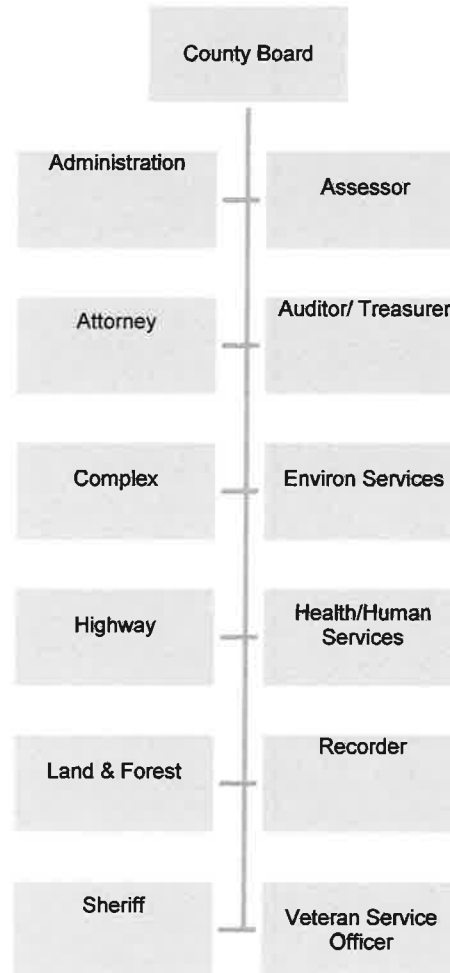 County Board
Administration
Assessor
Attorney
Auditor/ Treasurer
Complex
Environ Services
Highway
Health/Human
Services
Land & Forest
Recorder
Sheriff
Veteran Service
Officer